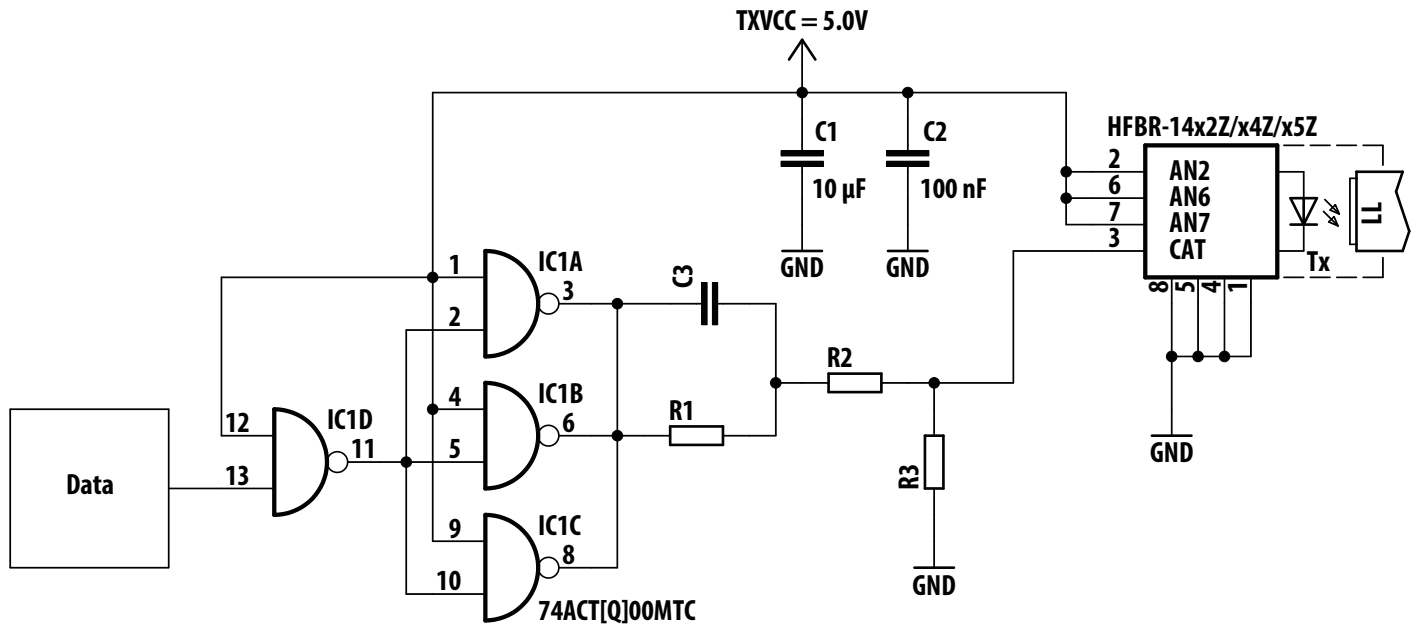 TXVCC = 5.0V
C1
10 µF
GND
C2
100 nF
GND
HFBR-14x2Z/x4Z/x5Z
2 AN2
6 AN6
7 AN7
3 CAT
Tx
8 5 4 1
GND
1 IC1A
2 3
C3
R2
4 IC1B
5 6
R1
R3
GND
12 IC1D
13 11
Data
9 IC1C
10 8
74ACT[Q]00MTC